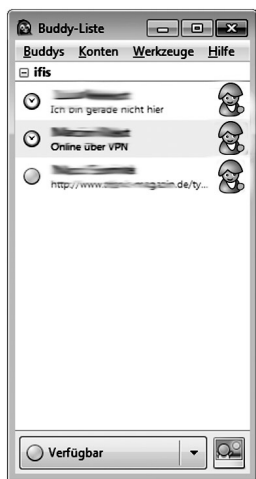 Buddy-Liste
Buddys Konten Werkzeuge Hilfe
ifis
Ich bin gerade nicht hier
Online über VPN
http://www. -magazin.de/ty...
Verfügbar